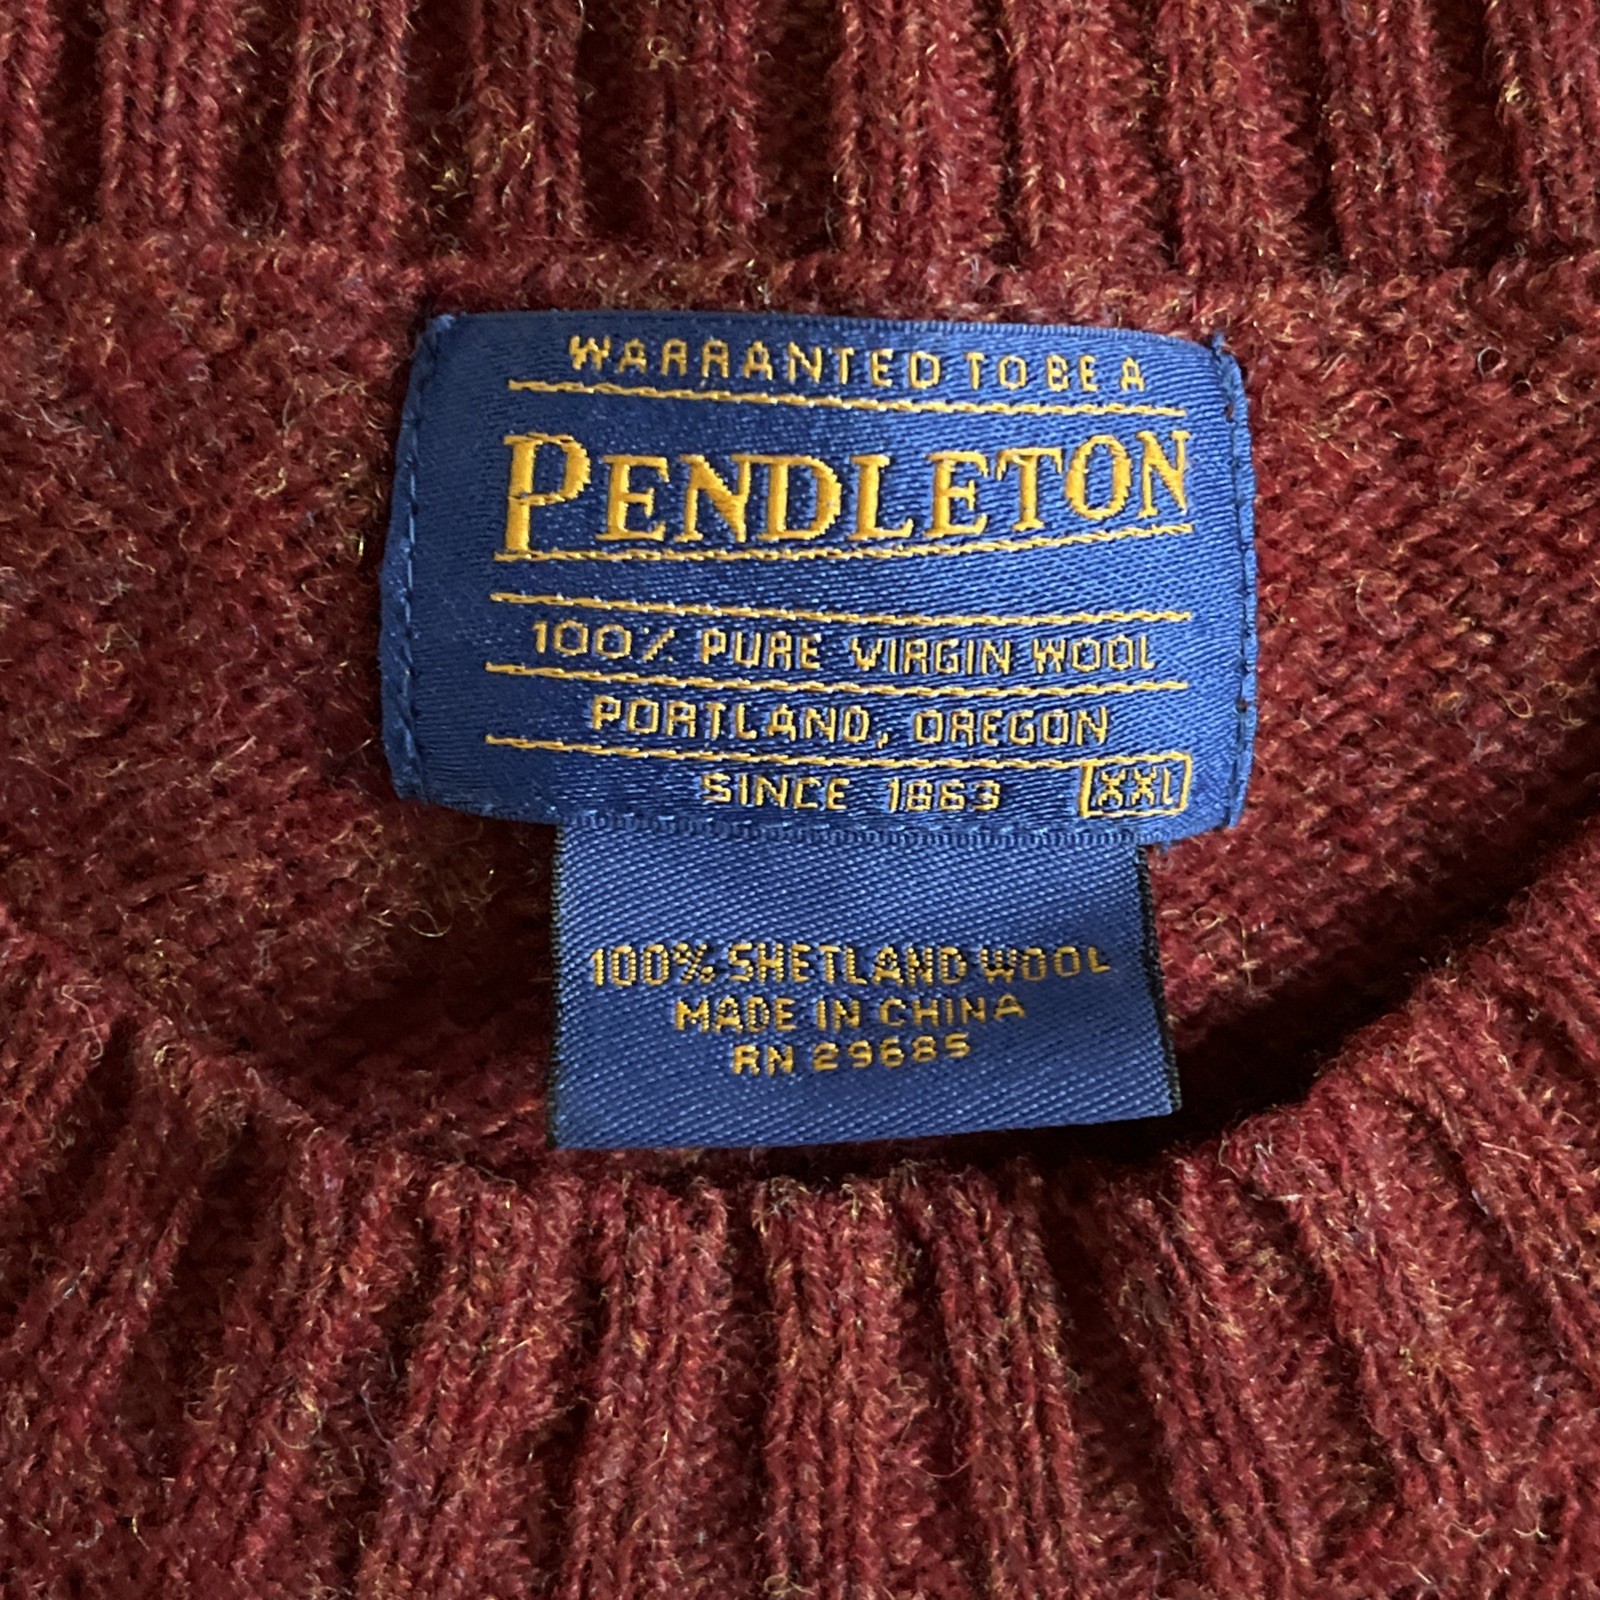 WARRANTED TO BE A
PENDLETON
100% PURE VIRGIN WOOL
PORTLAND, OREGON
SINCE 1863 XXL
100% SHETLAND WOOL
MADE IN CHINA
RN 29685